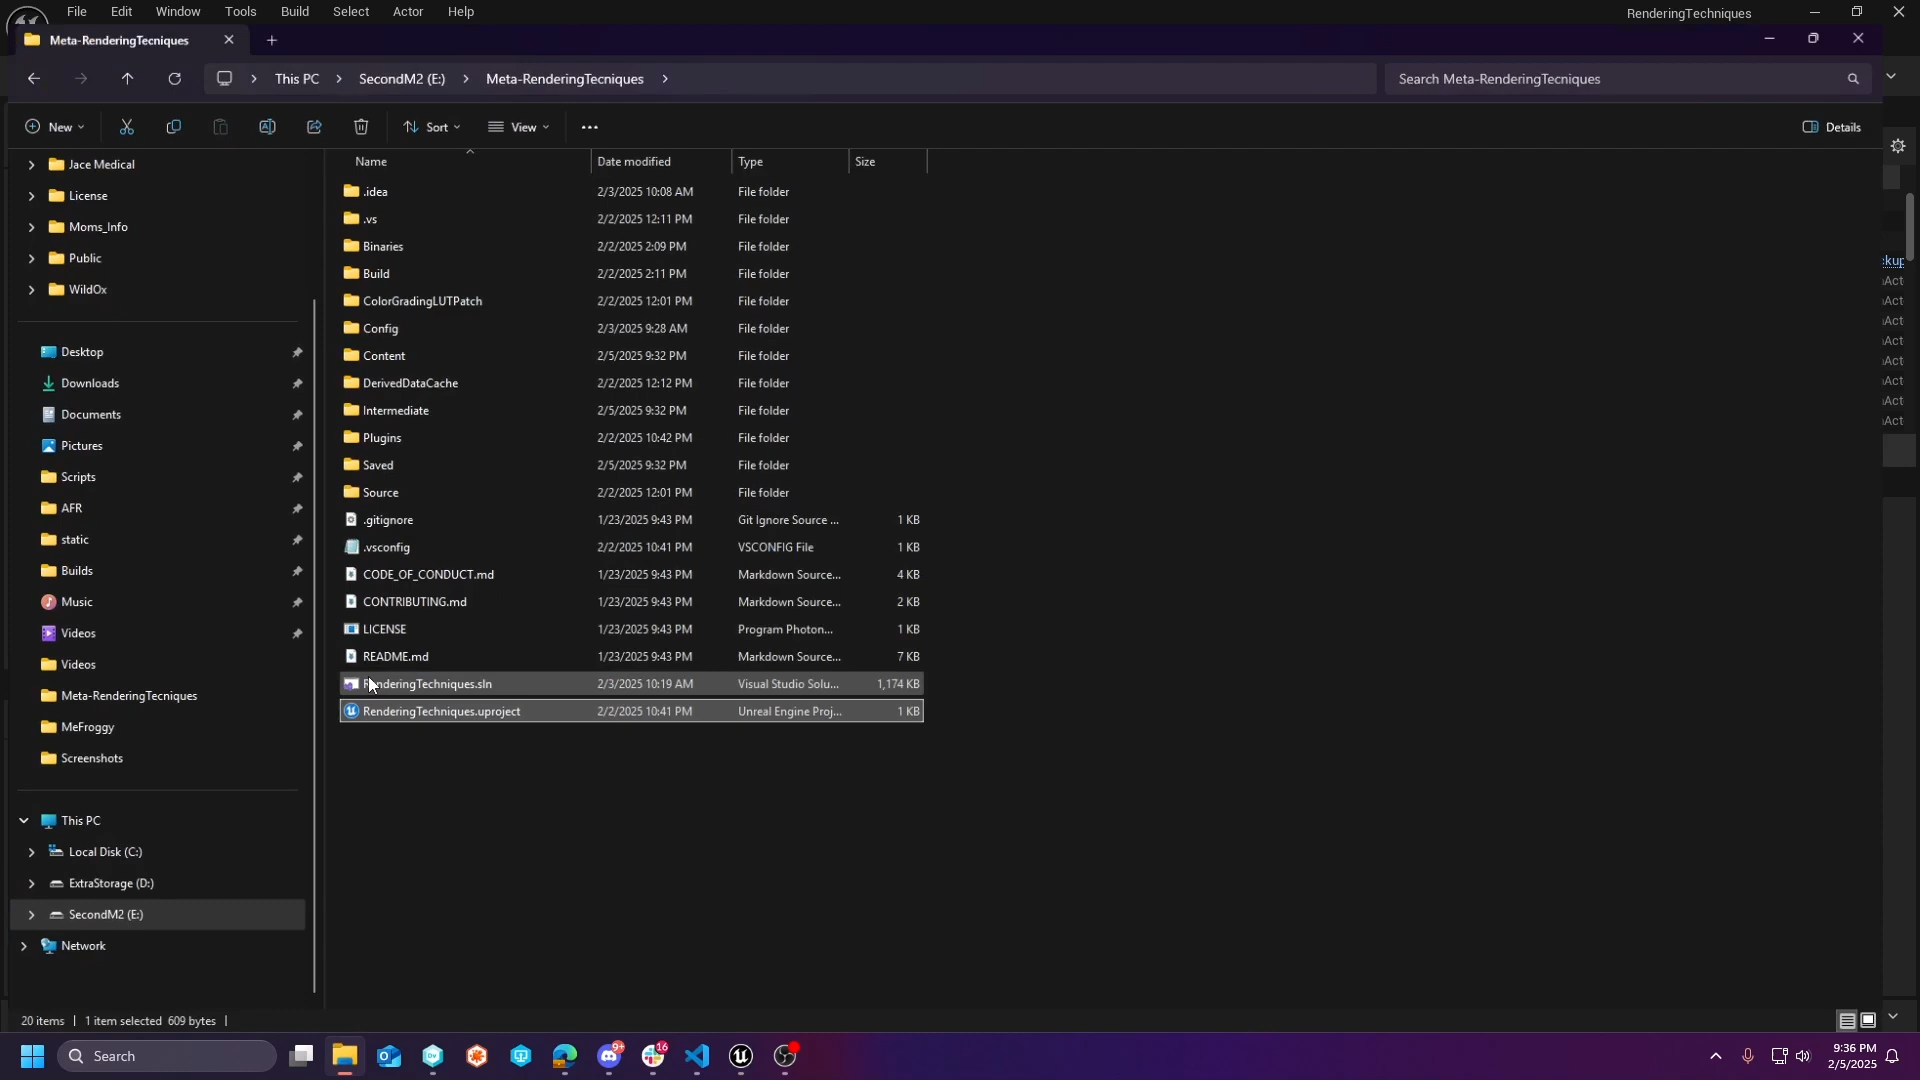 File Edit Window Tools Build Select Actor Help RenderingTechniques
Meta-RenderingTecniques
This PC SecondM2 (E:) Meta-RenderingTecniques Search Meta-RenderingTecniques
New Sort View Details
Jace Medical
License
Moms_Info
Public
WildOx
Desktop
Downloads
Documents
Pictures
Scripts
AFR
static
Builds
Music
Videos
Videos
Meta-RenderingTecniques
MeFroggy
Screenshots
This PC
Local Disk (C:)
ExtraStorage (D:)
SecondM2 (E:)
Network
Name Date modified Type Size
.idea 2/3/2025 10:08 AM File folder
.vs 2/2/2025 12:11 PM File folder
Binaries 2/2/2025 2:09 PM File folder
Build 2/2/2025 2:11 PM File folder
ColorGradingLUTPatch 2/2/2025 12:01 PM File folder
Config 2/3/2025 9:28 AM File folder
Content 2/5/2025 9:32 PM File folder
DerivedDataCache 2/2/2025 12:12 PM File folder
Intermediate 2/5/2025 9:32 PM File folder
Plugins 2/2/2025 10:42 PM File folder
Saved 2/5/2025 9:32 PM File folder
Source 2/2/2025 12:01 PM File folder
.gitignore 1/23/2025 9:43 PM Git Ignore Source ... 1 KB
.vsconfig 2/2/2025 10:41 PM VSCONFIG File 1 KB
CODE_OF_CONDUCT.md 1/23/2025 9:43 PM Markdown Source... 4 KB
CONTRIBUTING.md 1/23/2025 9:43 PM Markdown Source... 2 KB
LICENSE 1/23/2025 9:43 PM Program Photon... 1 KB
README.md 1/23/2025 9:43 PM Markdown Source... 7 KB
RenderingTechniques.sln 2/3/2025 10:19 AM Visual Studio Solu... 1,174 KB
RenderingTechniques.uproject 2/2/2025 10:41 PM Unreal Engine Proj... 1 KB
ckup
Act
Act
Act
Act
Act
Act
Act
Act
20 items 1 item selected 609 bytes
Search 9+ 16 9:36 PM
2/5/2025